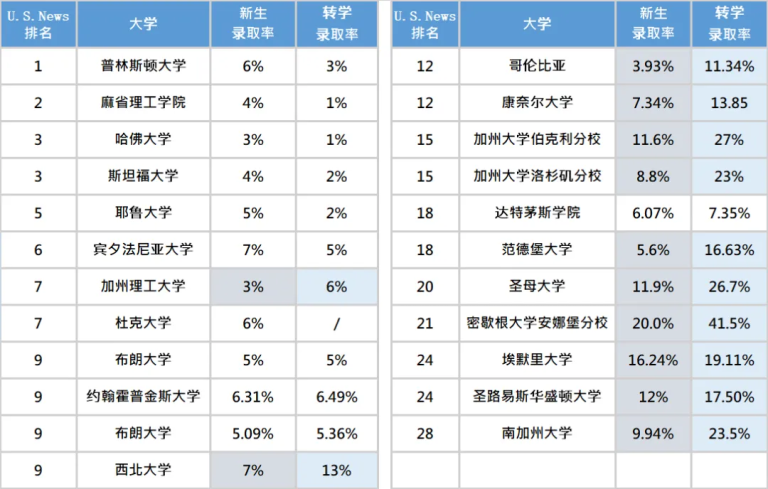 U.S.News 排名 大学 新生录取率 转学录取率
1 普林斯顿大学 6% 3%
2 麻省理工学院 4% 1%
3 哈佛大学 3% 1%
3 斯坦福大学 4% 2%
5 耶鲁大学 5% 2%
6 宾夕法尼亚大学 7% 5%
7 加州理工大学 3% 6%
7 杜克大学 6% /
9 布朗大学 5% 5%
9 约翰霍普金斯大学 6.31% 6.49%
9 布朗大学 5.09% 5.36%
9 西北大学 7% 13%
U.S.News 排名 大学 新生录取率 转学录取率
12 哥伦比亚 3.93% 11.34%
12 康奈尔大学 7.34% 13.85
15 加州大学伯克利分校 11.6% 27%
15 加州大学洛杉矶分校 8.8% 23%
18 达特茅斯学院 6.07% 7.35%
18 范德堡大学 5.6% 16.63%
20 圣母大学 11.9% 26.7%
21 密歇根大学安娜堡分校 20.0% 41.5%
24 埃默里大学 16.24% 19.11%
24 圣路易斯华盛顿大学 12% 17.50%
28 南加州大学 9.94% 23.5%